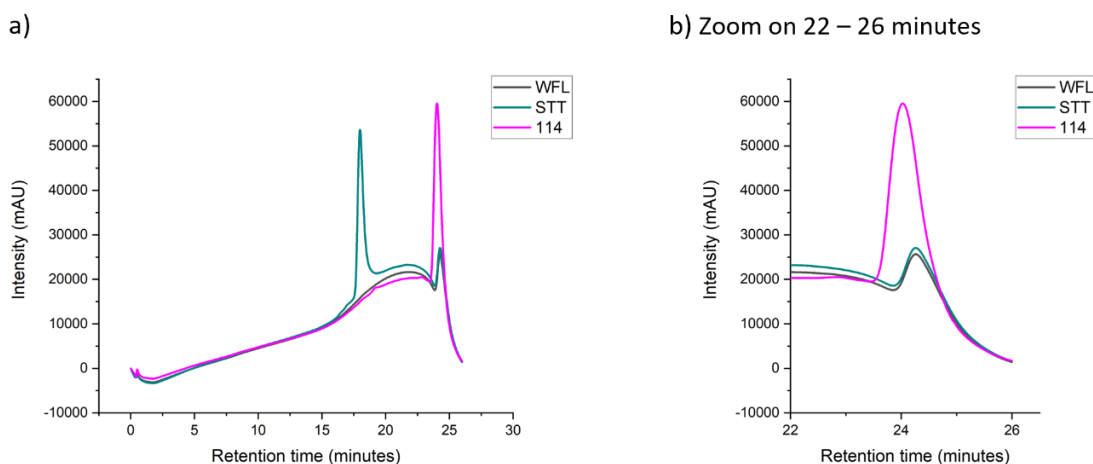 a)
b) Zoom on 22 – 26 minutes
WFL
STT
114
60000
50000
40000
30000
20000
10000
0
-10000
Intensity (mAU)
0 5 10 15 20 25 30
Retention time (minutes)
WFL
STT
114
60000
50000
40000
30000
20000
10000
0
-10000
Intensity (mAU)
22 24 26
Retention time (minutes)